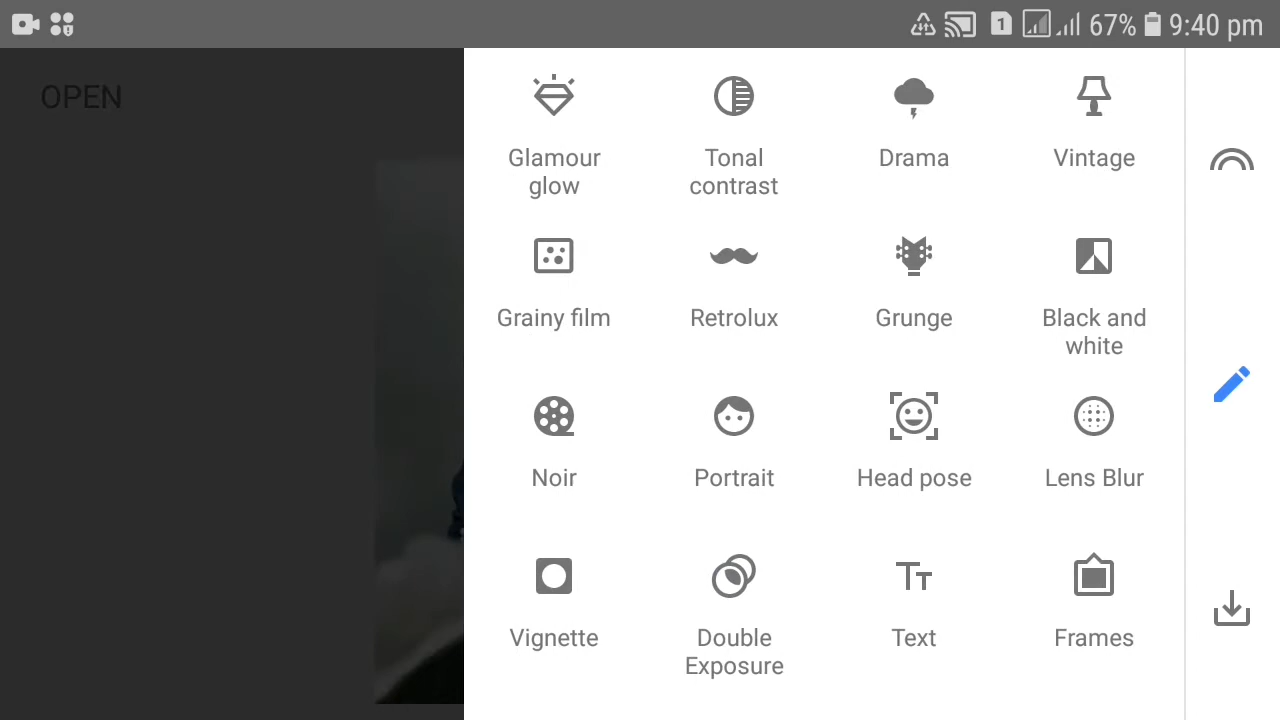 1 67% 9:40 pm
OPEN
Glamour
glow
Tonal
contrast
Drama
Vintage
Grainy film
Retrolux
Grunge
Black and
white
Noir
Portrait
Head pose
Lens Blur
Vignette
Double
Exposure
Text
Frames